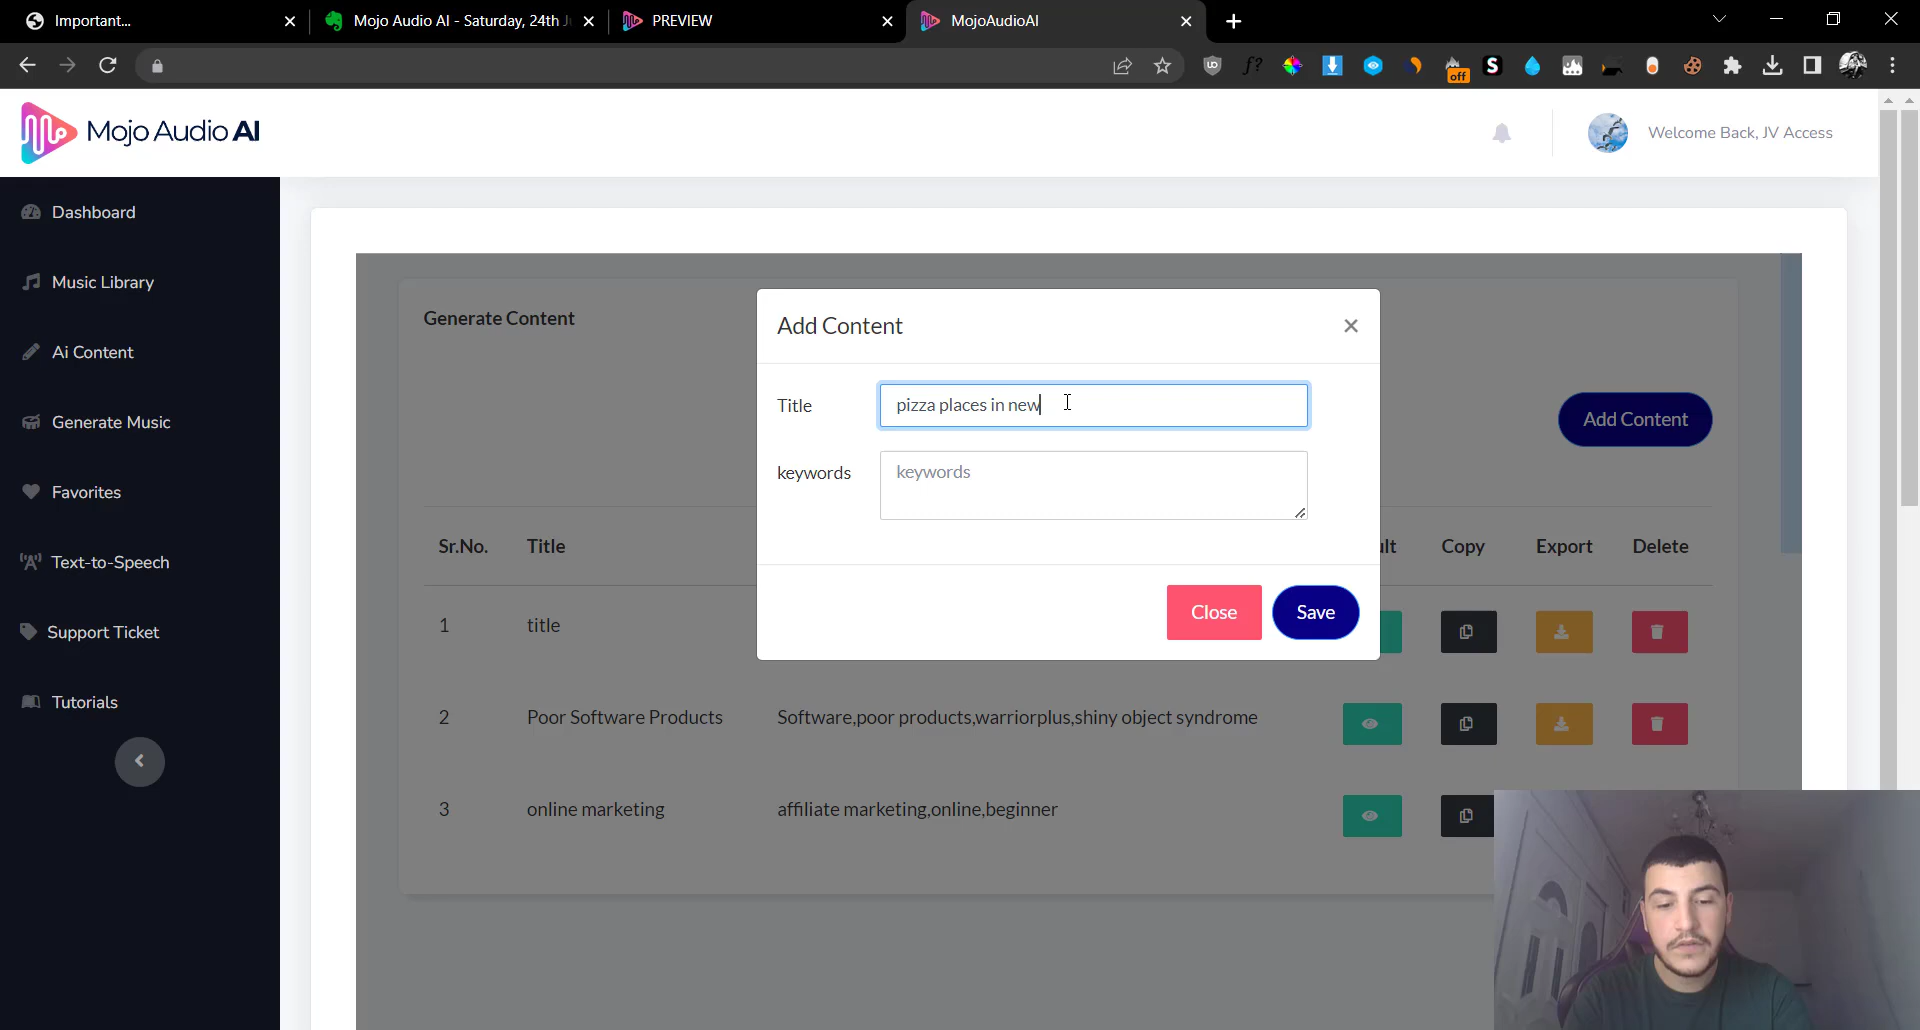 Important...
Mojo Audio AI - Saturday, 24th J
PREVIEW
MojoAudioAI
off
Mojo Audio AI
Welcome Back, JV Access
Dashboard
Music Library
Ai Content
Generate Music
Favorites
Text-to-Speech
Support Ticket
Tutorials
Generate Content
Add Content
Add Content
Title
pizza places in new
keywords
keywords
Close
Save
Sr.No.
Title
ult
Copy
Export
Delete
1
title
2
Poor Software Products
Software,poor products,warriorplus,shiny object syndrome
3
online marketing
affiliate marketing,online,beginner